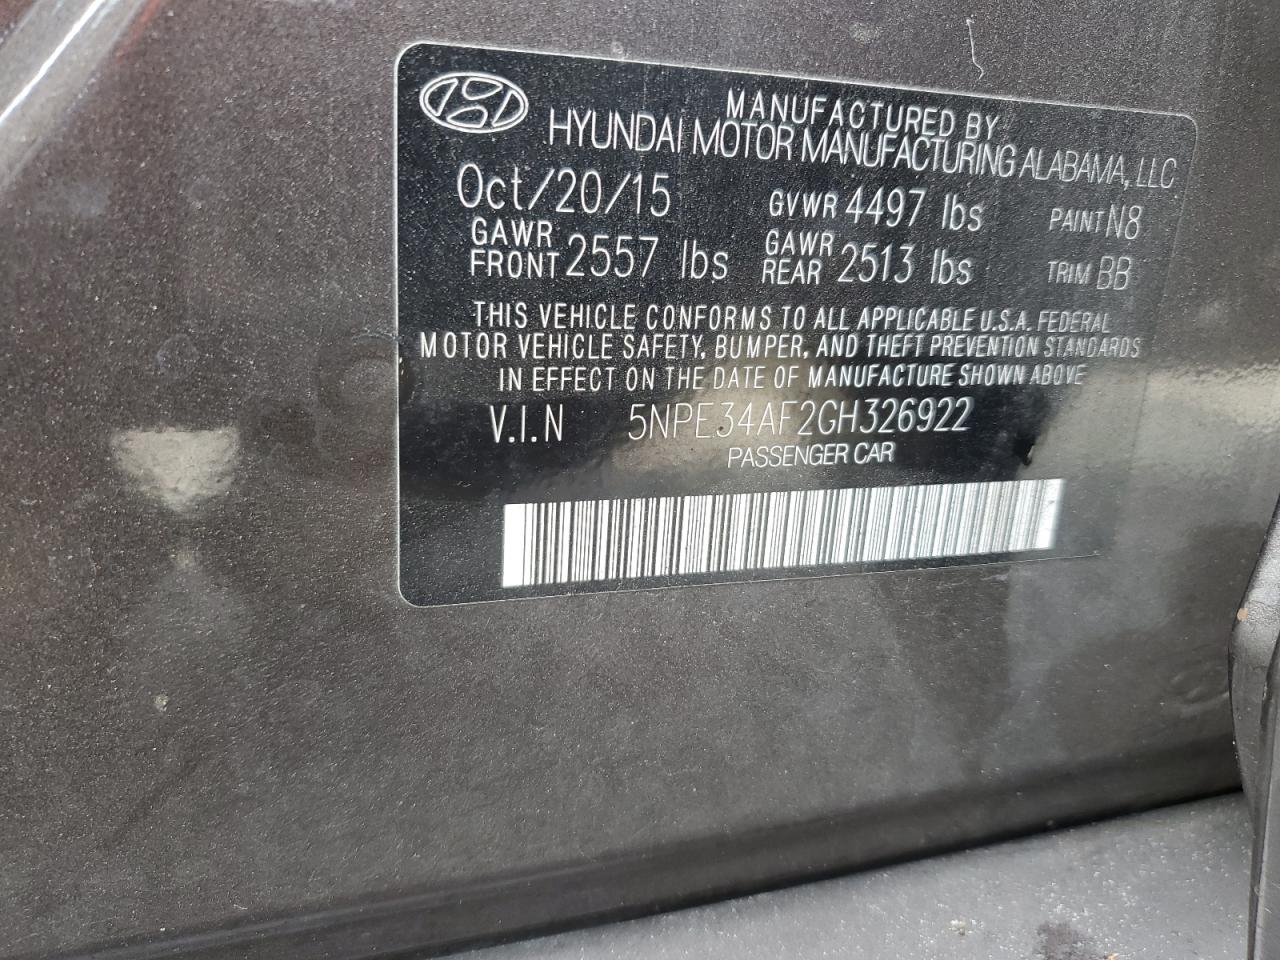 MANUFACTURED BY
HYUNDAI MOTOR MANUFACTURING ALABAMA, LLC
Oct/20/15 GVWR 4497 lbs PAINT N8
GAWR FRONT 2557 lbs GAWR REAR 2513 lbs TRIM BB
THIS VEHICLE CONFORMS TO ALL APPLICABLE U.S.A. FEDERAL
MOTOR VEHICLE SAFETY, BUMPER, AND THEFT PREVENTION STANDARDS
IN EFFECT ON THE DATE OF MANUFACTURE SHOWN ABOVE
V.I.N 5NPE34AF2GH326922
PASSENGER CAR